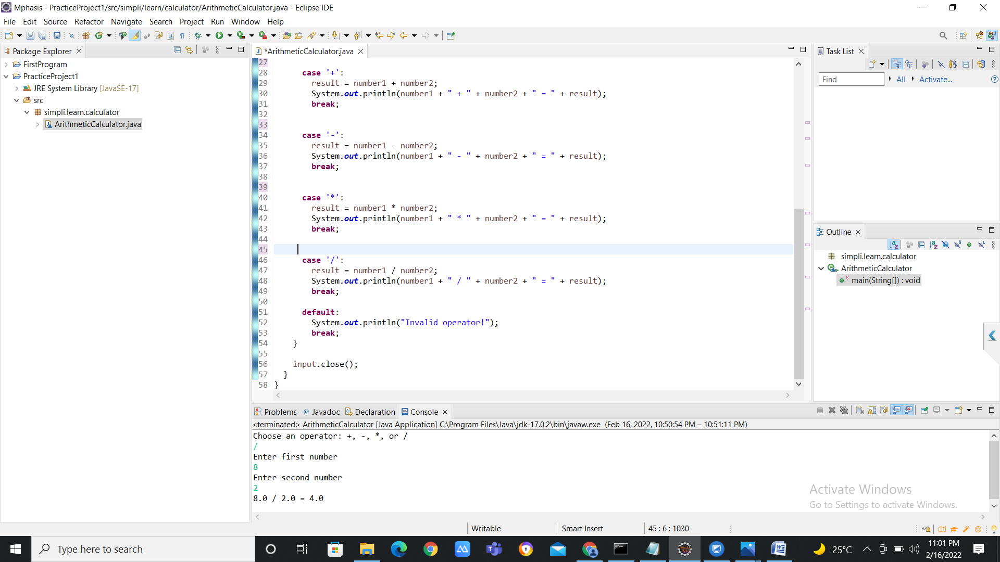 Mphasis - PracticeProject1/src/simpli/learn/calculator/ArithmeticCalculator.java - Eclipse IDE
File Edit Source Refactor Navigate Search Project Run Window Help
Package Explorer
FirstProgram
PracticeProject1
JRE System Library [JavaSE-17]
src
simpli.learn.calculator
ArithmeticCalculator.java
*ArithmeticCalculator.java
27
28 case '+':
29 result = number1 + number2;
30 System.out.println(number1 + " + " + number2 + " = " + result);
31 break;
32
33
34 case '-':
35 result = number1 - number2;
36 System.out.println(number1 + " - " + number2 + " = " + result);
37 break;
38
39
40 case '*':
41 result = number1 * number2;
42 System.out.println(number1 + " * " + number2 + " = " + result);
43 break;
44
45
46 case '/':
47 result = number1 / number2;
48 System.out.println(number1 + " / " + number2 + " = " + result);
49 break;
50
51 default:
52 System.out.println("Invalid operator!");
53 break;
54 }
55
56 input.close();
57 }
58 }
Task List
Find All Activate...
Outline
simpli.learn.calculator
ArithmeticCalculator
main(String[]) : void
Problems Javadoc Declaration Console
<terminated> ArithmeticCalculator [Java Application] C:\Program Files\Java\jdk-17.0.2\bin\javaw.exe (Feb 16, 2022, 10:50:54 PM – 10:51:11 PM)
Choose an operator: +, -, *, or /
/
Enter first number
8
Enter second number
2
8.0 / 2.0 = 4.0
Activate Windows
Go to Settings to activate Windows.
Writable Smart Insert 45 : 6 : 1030
Type here to search
25°C
11:01 PM
2/16/2022